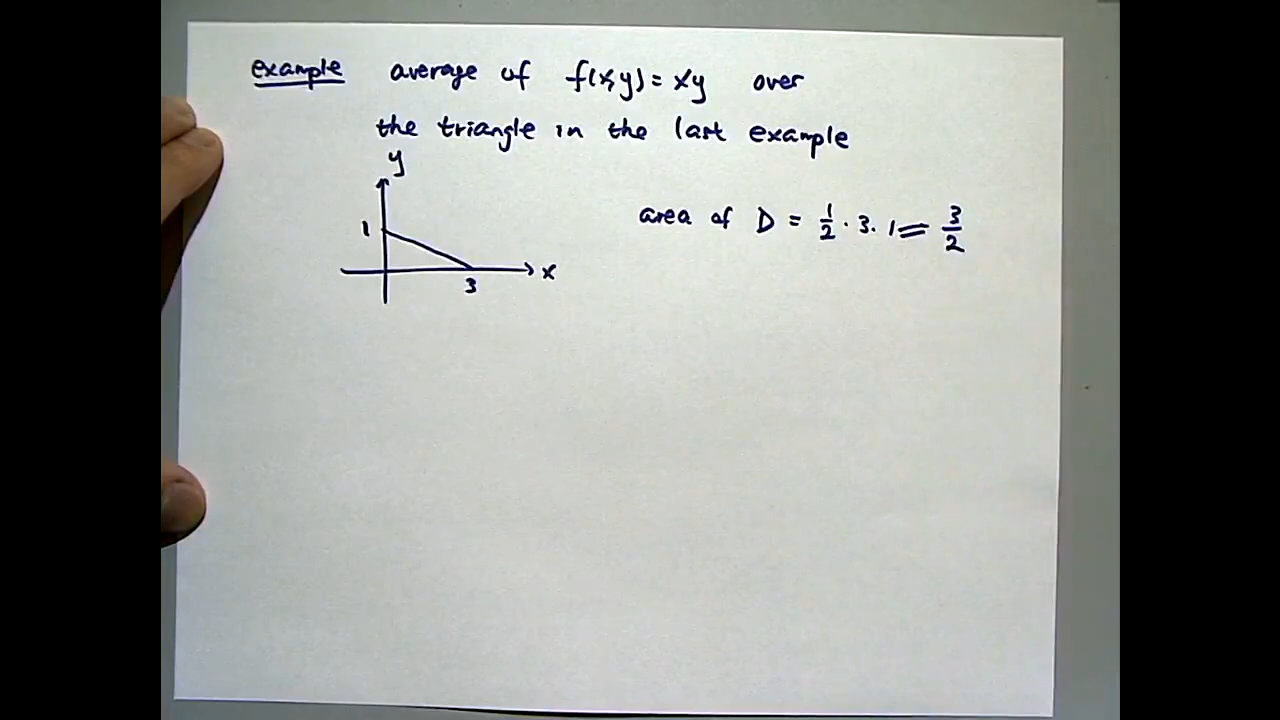 example average of f(x,y) = xy over
the triangle in the last example
y
area of D = 1/2 · 3 · 1 = 3/2
1
x
3